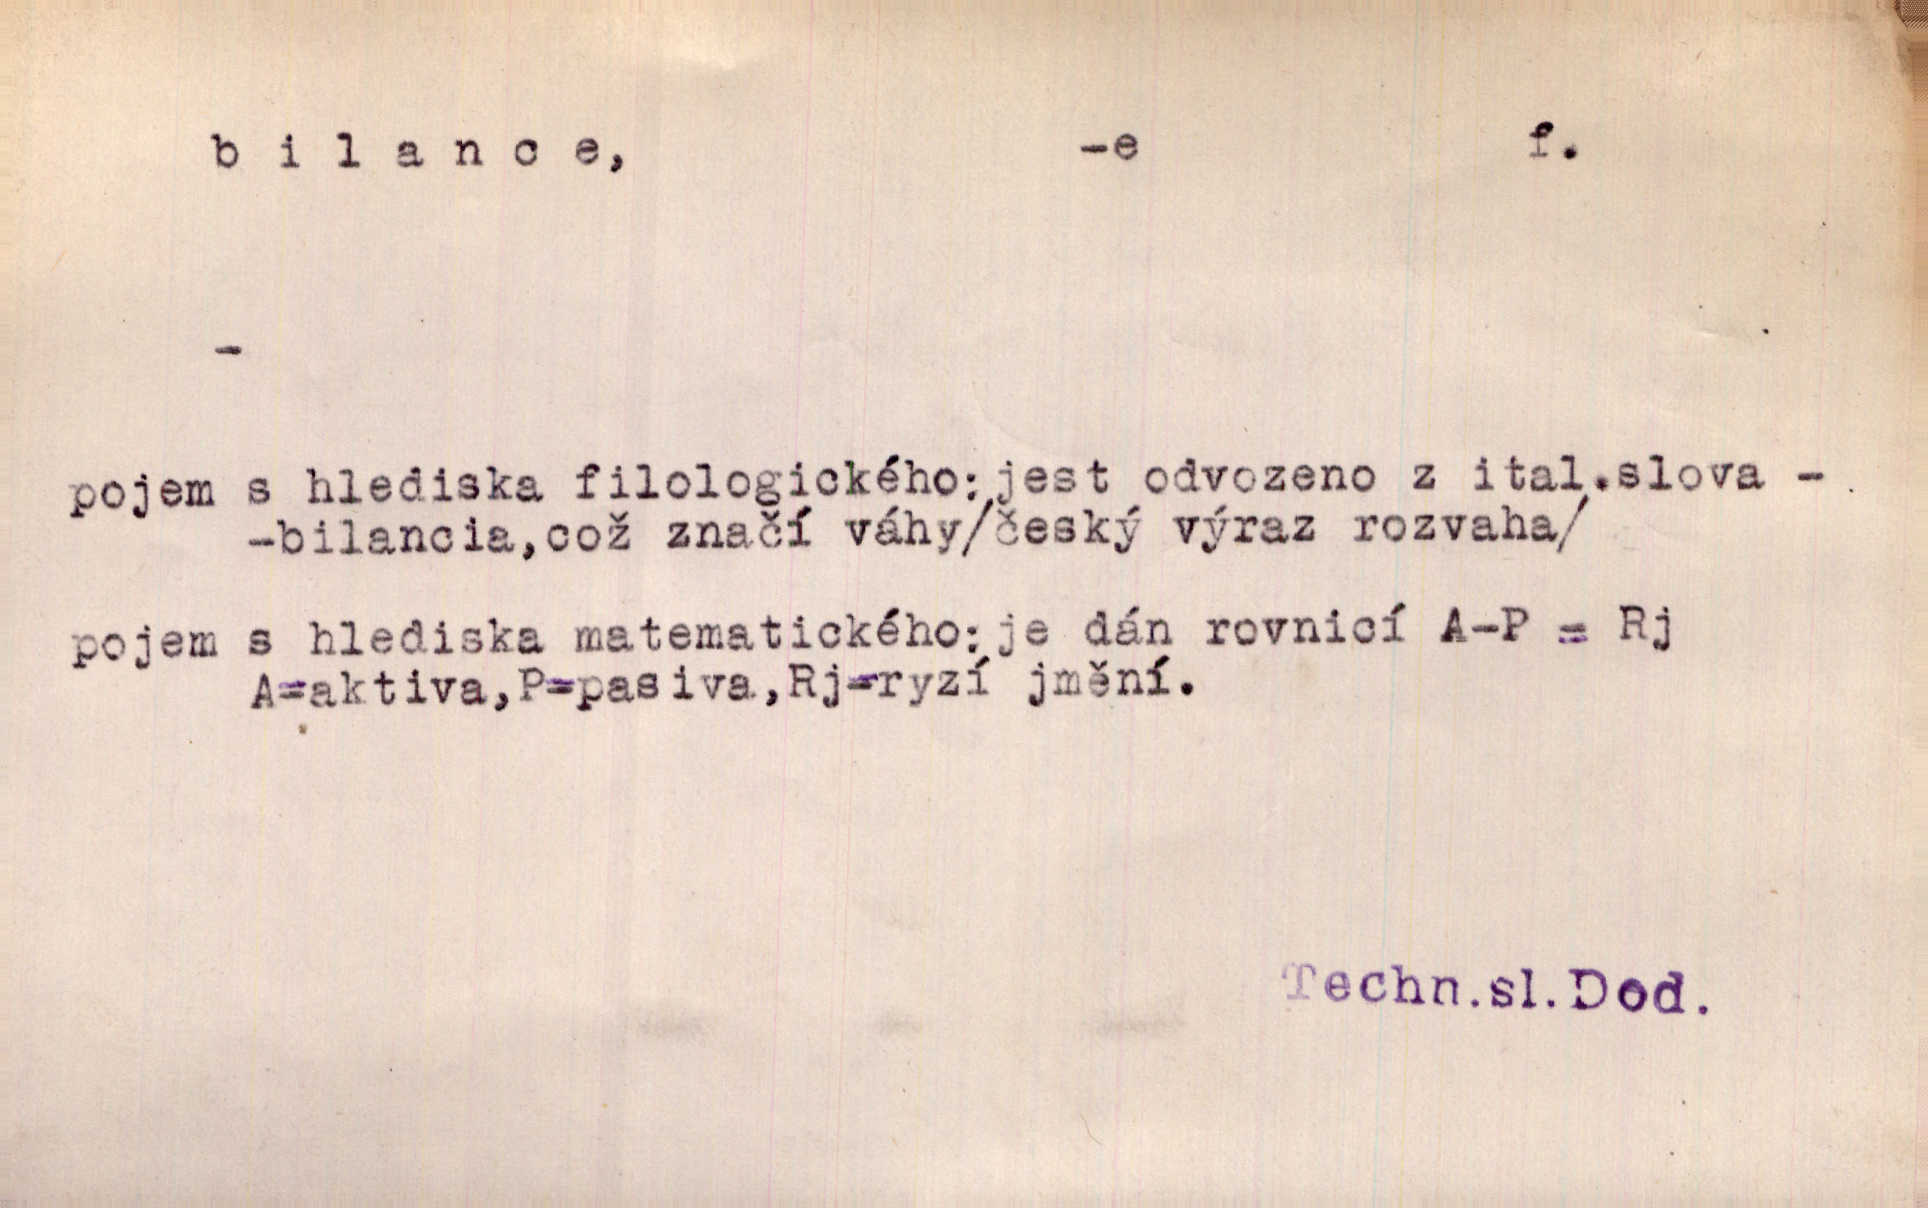 b i l a n c e, -e f.
-
pojem s hlediska filologického:jest odvozeno z ital.slova -
-bilancia,což značí váhy/český výraz rozvaha/
pojem s hlediska matematického:je dán rovnicí A-P = Rj
A=aktiva,P=pasiva,Rj=ryzí jmění.
Techn.sl.Dod.